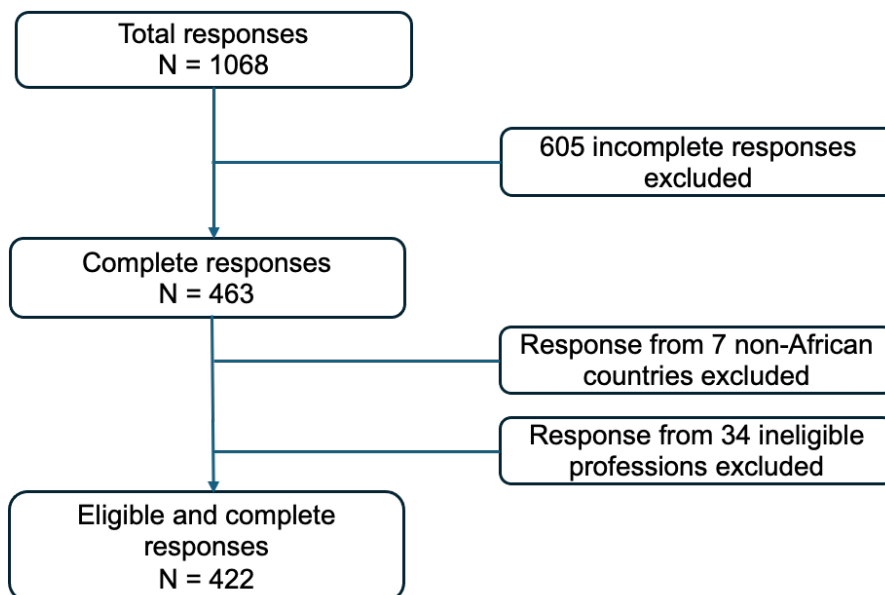 Total responses
N = 1068
605 incomplete responses
excluded
Complete responses
N = 463
Response from 7 non-African
countries excluded
Response from 34 ineligible
professions excluded
Eligible and complete
responses
N = 422